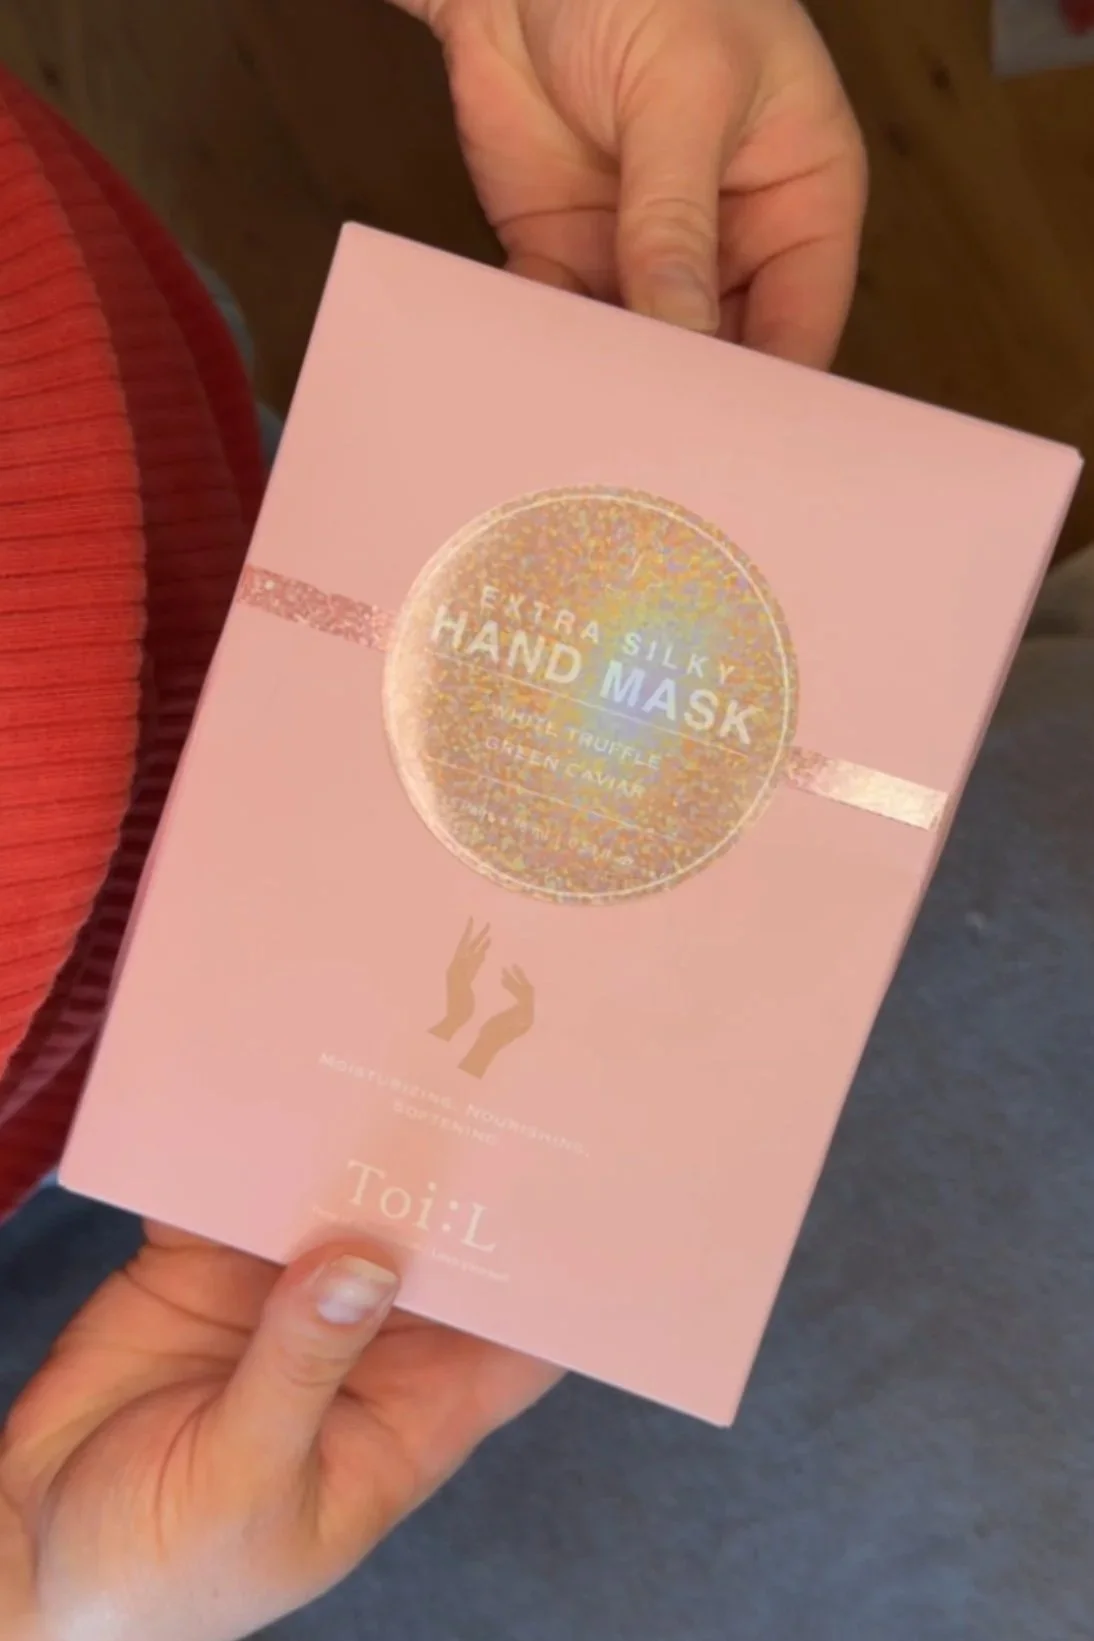 EXTRA SILKY
HAND MASK
WHITE TRUFFLE
GREEN CAVIAR
MOISTURIZING. NOURISHING.
SOFTENING.
Toi:L